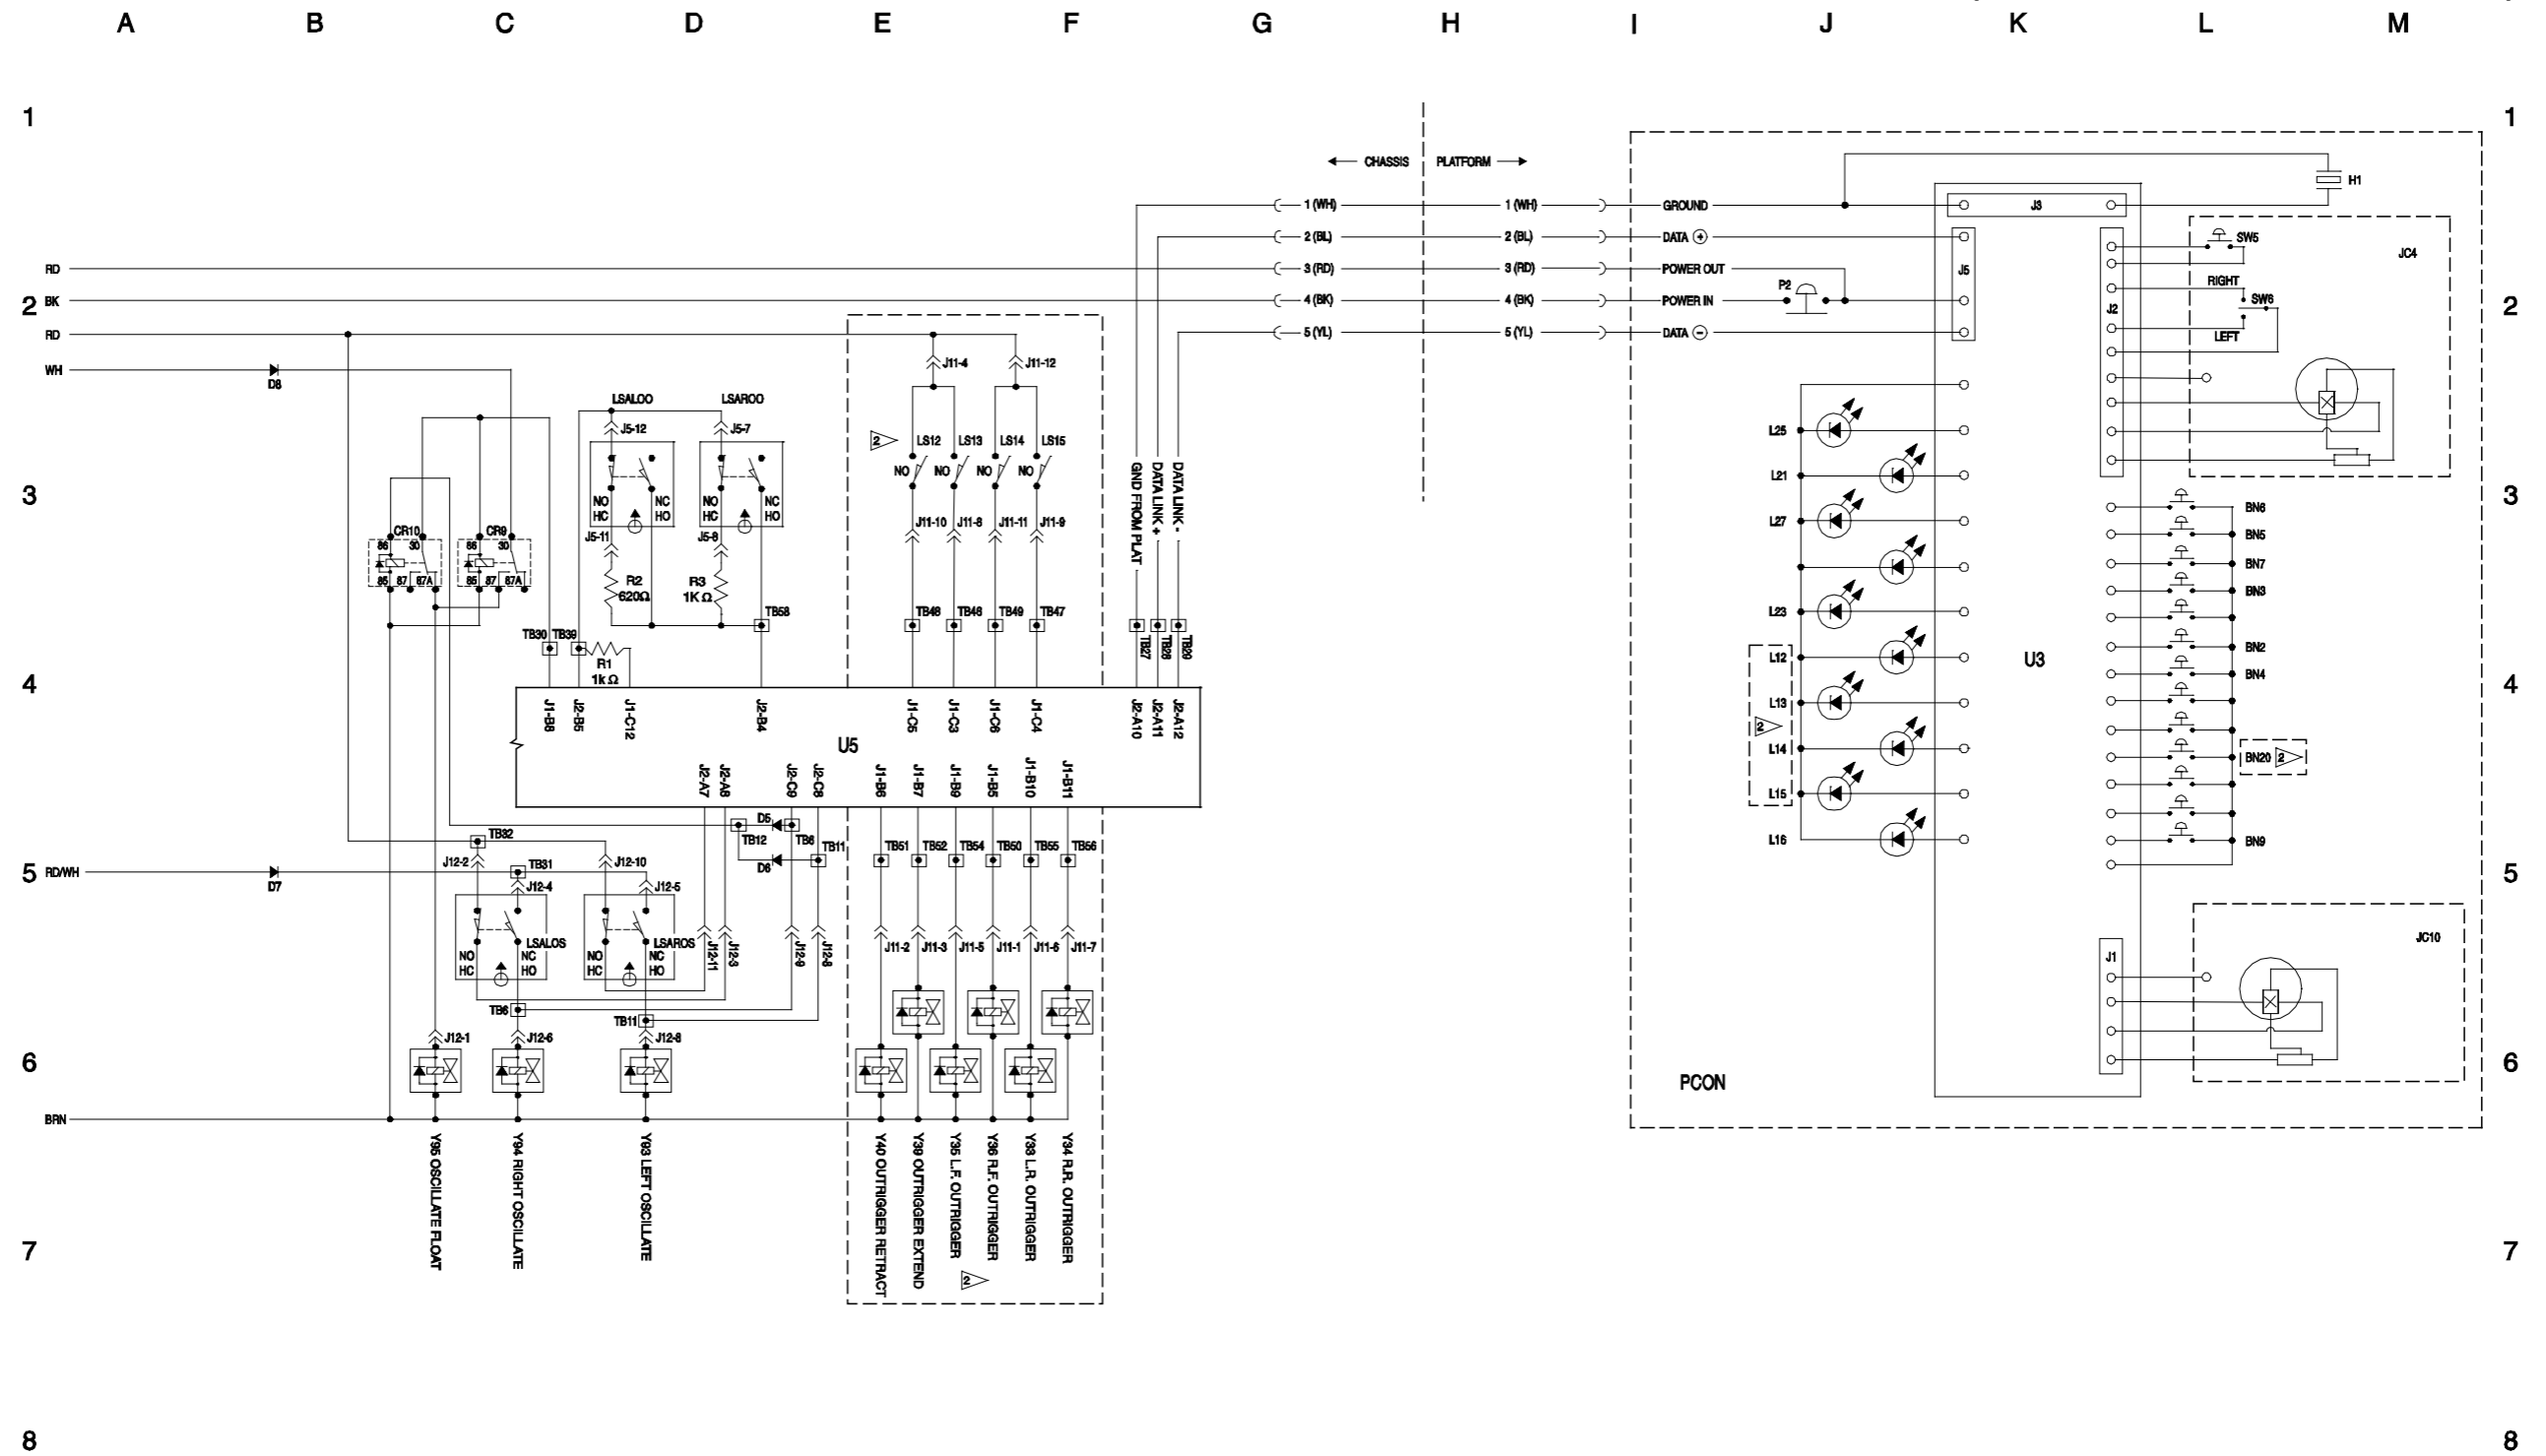 A B C D E F G H I J K L M
1 1
CHASSIS PLATFORM
H1
1 (WH) 1 (WH) GROUND J3
2 (BL) 2 (BL) DATA + SW5 JC4
RD 3 (RD) 3 (RD) POWER OUT J5
RIGHT
P2 SW6
2 BK 4 (BK) 4 (BK) POWER IN J2 2
RD 5 (YL) 5 (YL) DATA -
LEFT
J11-4 J11-12
WH
D8
LSALOO LSAROO
J5-12 J5-7
2 LS12 LS13 LS14 LS15
L25
NO NO NO NO
GND FROM PLAT
DATA LINK +
DATA LINK -
L21
3 3
NO NC NO NC
HC HO HC HO
BN6
J11-10 J11-8 J11-11 J11-9
L27
CR10 CR9
BN5
J5-11 J5-8
86 30 86 30
BN7
85 87 87A 85 87 87A
R2 R3
620Ω 1K Ω
BN3
TB58 TB48 TB46 TB49 TB47
L23
TB30 TB39
TB27 TB28 TB29
BN2
R1
1k Ω
L12
U3
BN4
4 4
J1-B8 J2-B5 J1-C12 J2-B4 J1-C5 J1-C3 J1-C6 J1-C4 J2-A10 J2-A11 J2-A12
L13
2
U5
L14
BN20 2
J2-A7 J2-A8 J2-C9 J2-C8 J1-B6 J1-B7 J1-B9 J1-B5 J1-B10 J1-B11
L15
D5
TB32 TB12 TB6 TB11 TB51 TB52 TB54 TB50 TB55 TB56
L16 BN9
J12-2 J12-10
D6
TB31
5 RD/WH 5
D7
J12-4 J12-5
LSALOS LSAROS
J12-11 J12-3 J12-9 J12-8 J11-2 J11-3 J11-5 J11-1 J11-6 J11-7
NO NC NO NC
HC HO HC HO
JC10
J1
TB6 TB11
J12-1 J12-6 J12-8
6 6
PCON
BRN
Y95 OSCILLATE FLOAT
Y94 RIGHT OSCILLATE
Y93 LEFT OSCILLATE
Y40 OUTRIGGER RETRACT
Y39 OUTRIGGER EXTEND
Y35 L.F. OUTRIGGER
Y36 R.F. OUTRIGGER
Y33 L.R. OUTRIGGER
Y34 R.R. OUTRIGGER
7 7
2
8 8